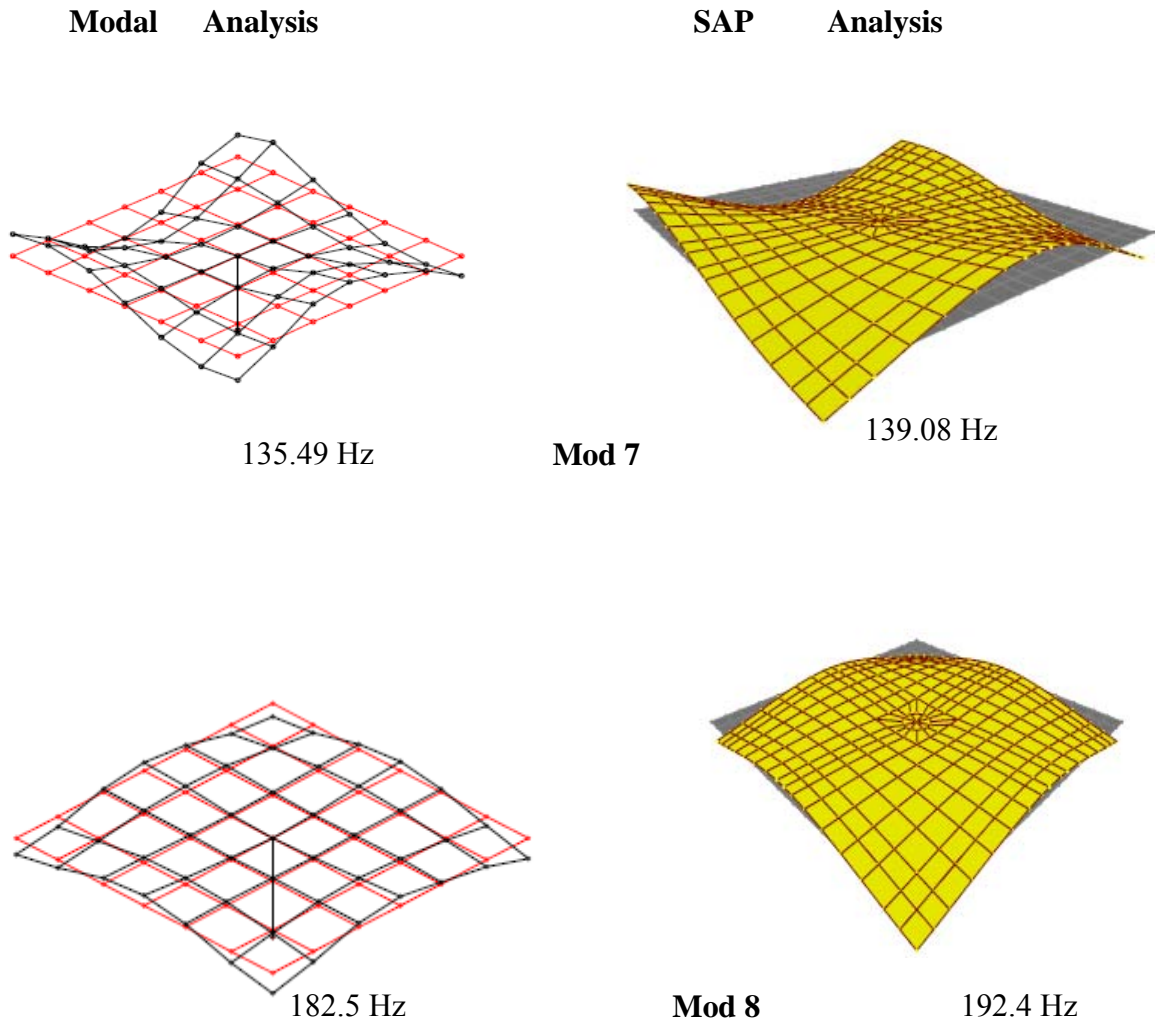 Modal Analysis SAP Analysis
139.08 Hz
135.49 Hz Mod 7
182.5 Hz Mod 8 192.4 Hz